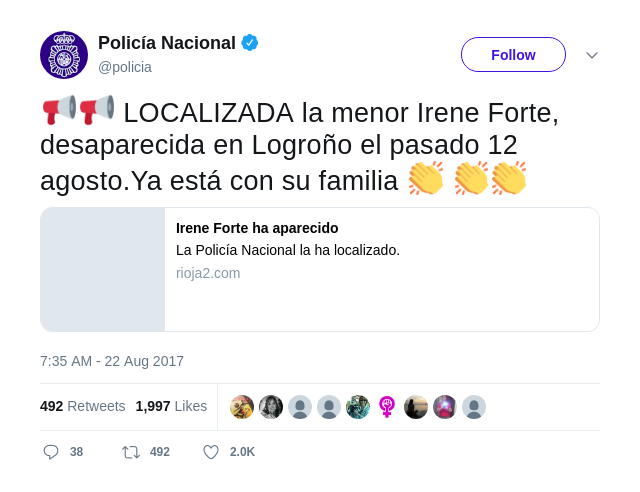 Policía Nacional
@policia
Follow
LOCALIZADA la menor Irene Forte,
desaparecida en Logroño el pasado 12
agosto.Ya está con su familia
Irene Forte ha aparecido
La Policía Nacional la ha localizado.
rioja2.com
7:35 AM - 22 Aug 2017
492 Retweets 1,997 Likes
38 492 2.0K